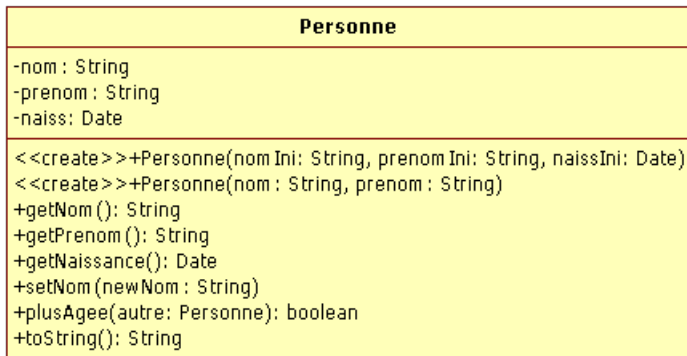 Personne
-nom : String
-prenom : String
-naiss: Date
<<create>>+Personne(nomIni: String, prenomIni: String, naissIni: Date)
<<create>>+Personne(nom : String, prenom : String)
+getNom(): String
+getPrenom(): String
+getNaissance(): Date
+setNom(newNom : String)
+plusAgee(autre: Personne): boolean
+toString(): String